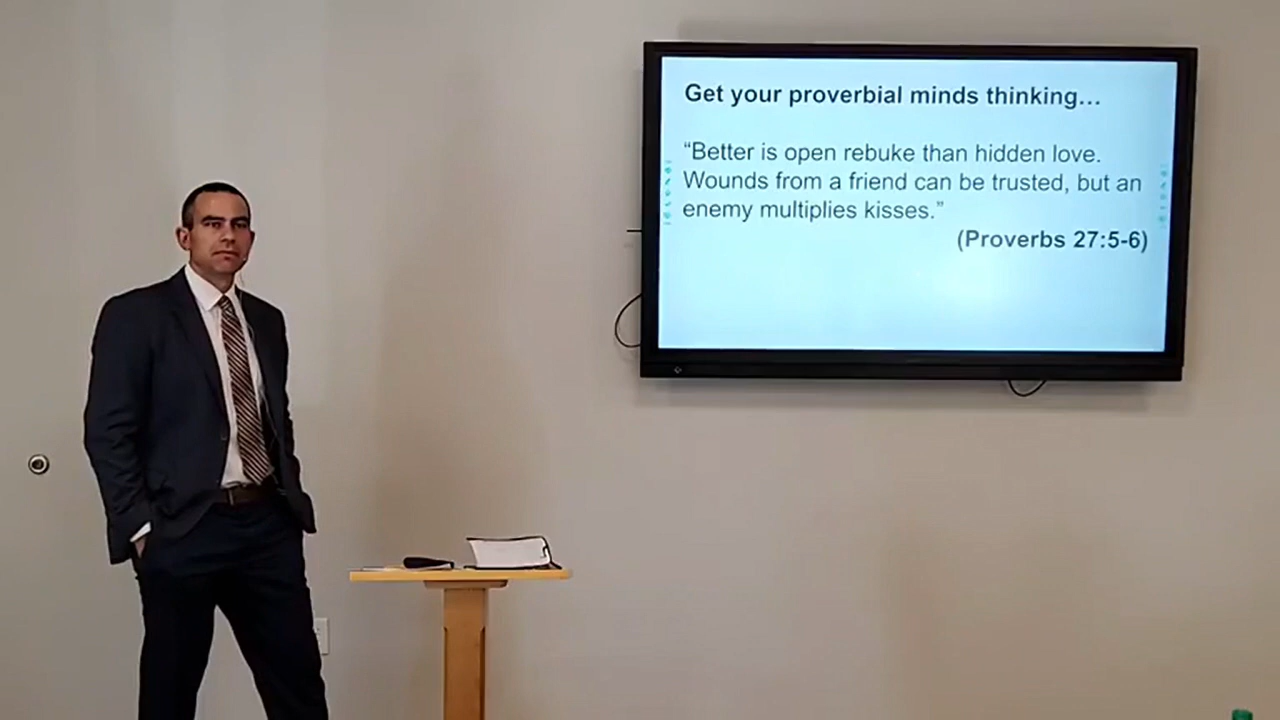 Get your proverbial minds thinking…
“Better is open rebuke than hidden love.
Wounds from a friend can be trusted, but an
enemy multiplies kisses.”
(Proverbs 27:5-6)